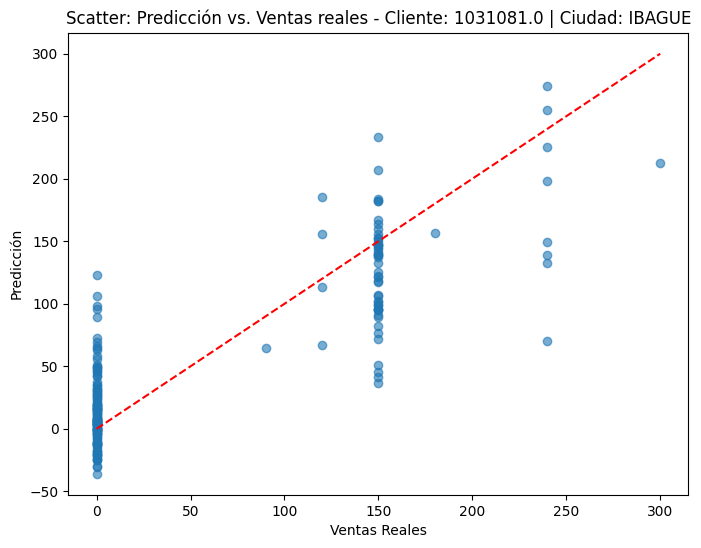 Scatter: Predicción vs. Ventas reales - Cliente: 1031081.0 | Ciudad: IBAGUE
300
250
200
150
100
50
0
−50
Predicción
0 50 100 150 200 250 300
Ventas Reales